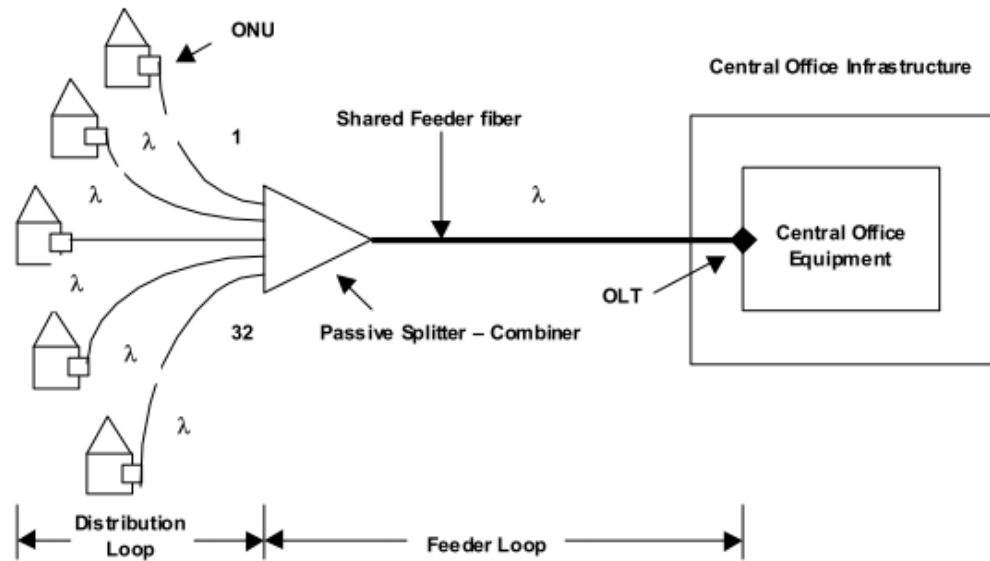 ONU
Central Office Infrastructure
Shared Feeder fiber
1
λ
λ
λ
Central Office
Equipment
λ
OLT
32
Passive Splitter – Combiner
λ
λ
Distribution
Loop
Feeder Loop